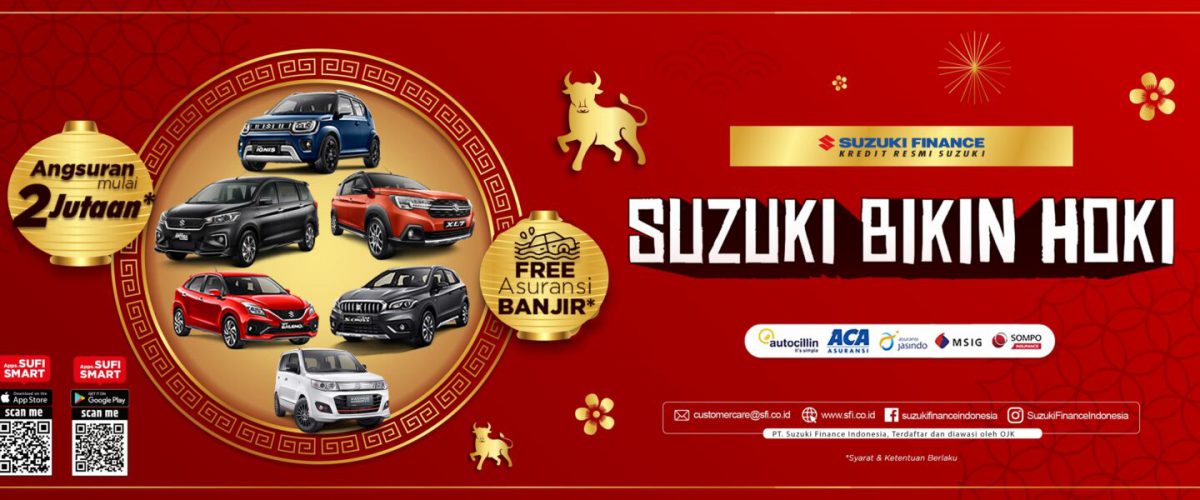 Angsuran
mulai
2Jutaan*
IGNIS
XL7
S-CROSS
BALENO
FREE
Asuransi
BANJIR*
Apps.SUFI
SMART
Download on the
App Store
scan me
Apps.SUFI
SMART
GET IT ON
Google Play
scan me
SUZUKI FINANCE
KREDIT RESMI SUZUKI
SUZUKI BIKIN HOKI
autocillin
it's simple
ACA
ASURANSI
asuransi
jasindo
MSIG
SOMPO
INSURANCE
customercare@sfi.co.id
www.sfi.co.id
suzukifinanceindonesia
SuzukiFinanceIndonesia
PT. Suzuki Finance Indonesia, Terdaftar dan diawasi oleh OJK
*Syarat & Ketentuan Berlaku